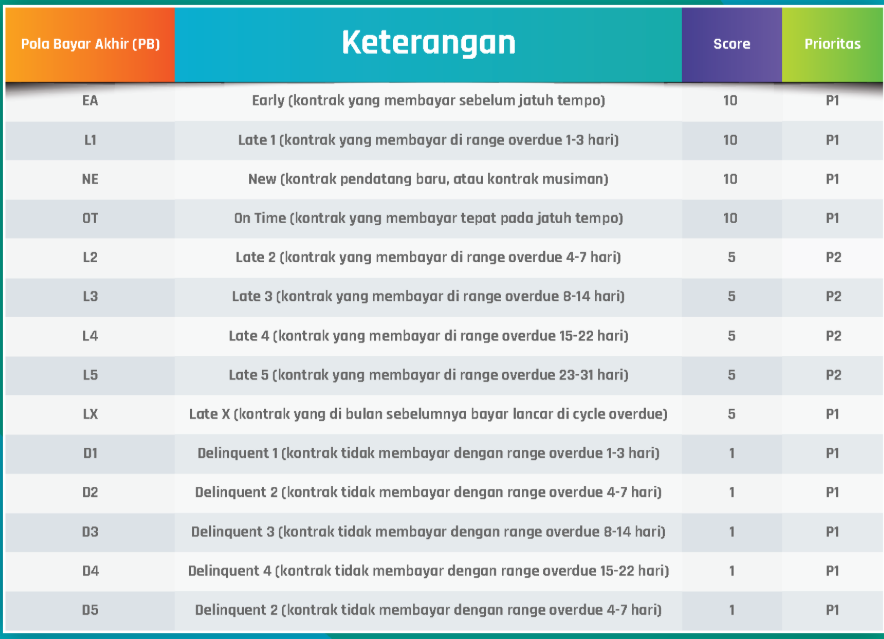 Pola Bayar Akhir (PB) Keterangan Score Prioritas
EA Early (kontrak yang membayar sebelum jatuh tempo) 10 P1
L1 Late 1 (kontrak yang membayar di range overdue 1-3 hari) 10 P1
NE New (kontrak pendatang baru, atau kontrak musiman) 10 P1
OT On Time (kontrak yang membayar tepat pada jatuh tempo) 10 P1
L2 Late 2 (kontrak yang membayar di range overdue 4-7 hari) 5 P2
L3 Late 3 (kontrak yang membayar di range overdue 8-14 hari) 5 P2
L4 Late 4 (kontrak yang membayar di range overdue 15-22 hari) 5 P2
L5 Late 5 (kontrak yang membayar di range overdue 23-31 hari) 5 P2
LX Late X (kontrak yang di bulan sebelumnya bayar lancar di cycle overdue) 5 P1
D1 Delinquent 1 (kontrak tidak membayar dengan range overdue 1-3 hari) 1 P1
D2 Delinquent 2 (kontrak tidak membayar dengan range overdue 4-7 hari) 1 P1
D3 Delinquent 3 (kontrak tidak membayar dengan range overdue 8-14 hari) 1 P1
D4 Delinquent 4 (kontrak tidak membayar dengan range overdue 15-22 hari) 1 P1
D5 Delinquent 2 (kontrak tidak membayar dengan range overdue 4-7 hari) 1 P1